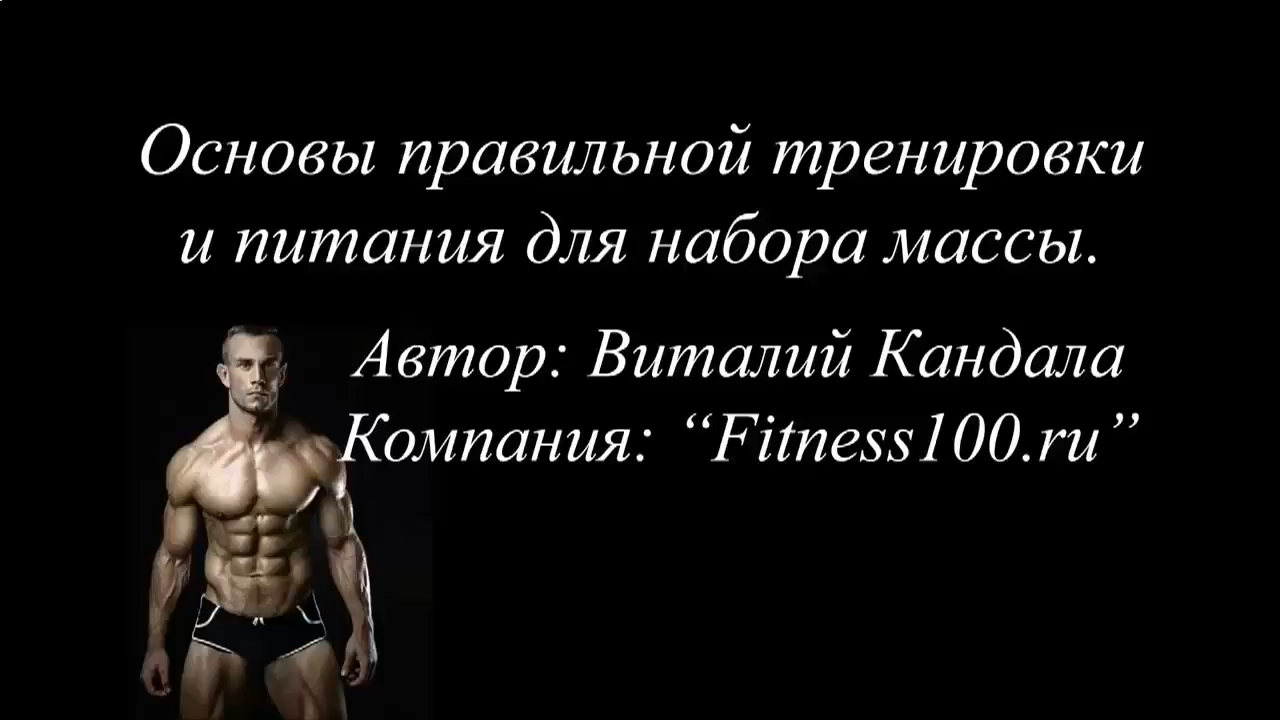 Основы правильной тренировки
и питания для набора массы.
Автор: Виталий Кандала
Компания: “Fitness100.ru”